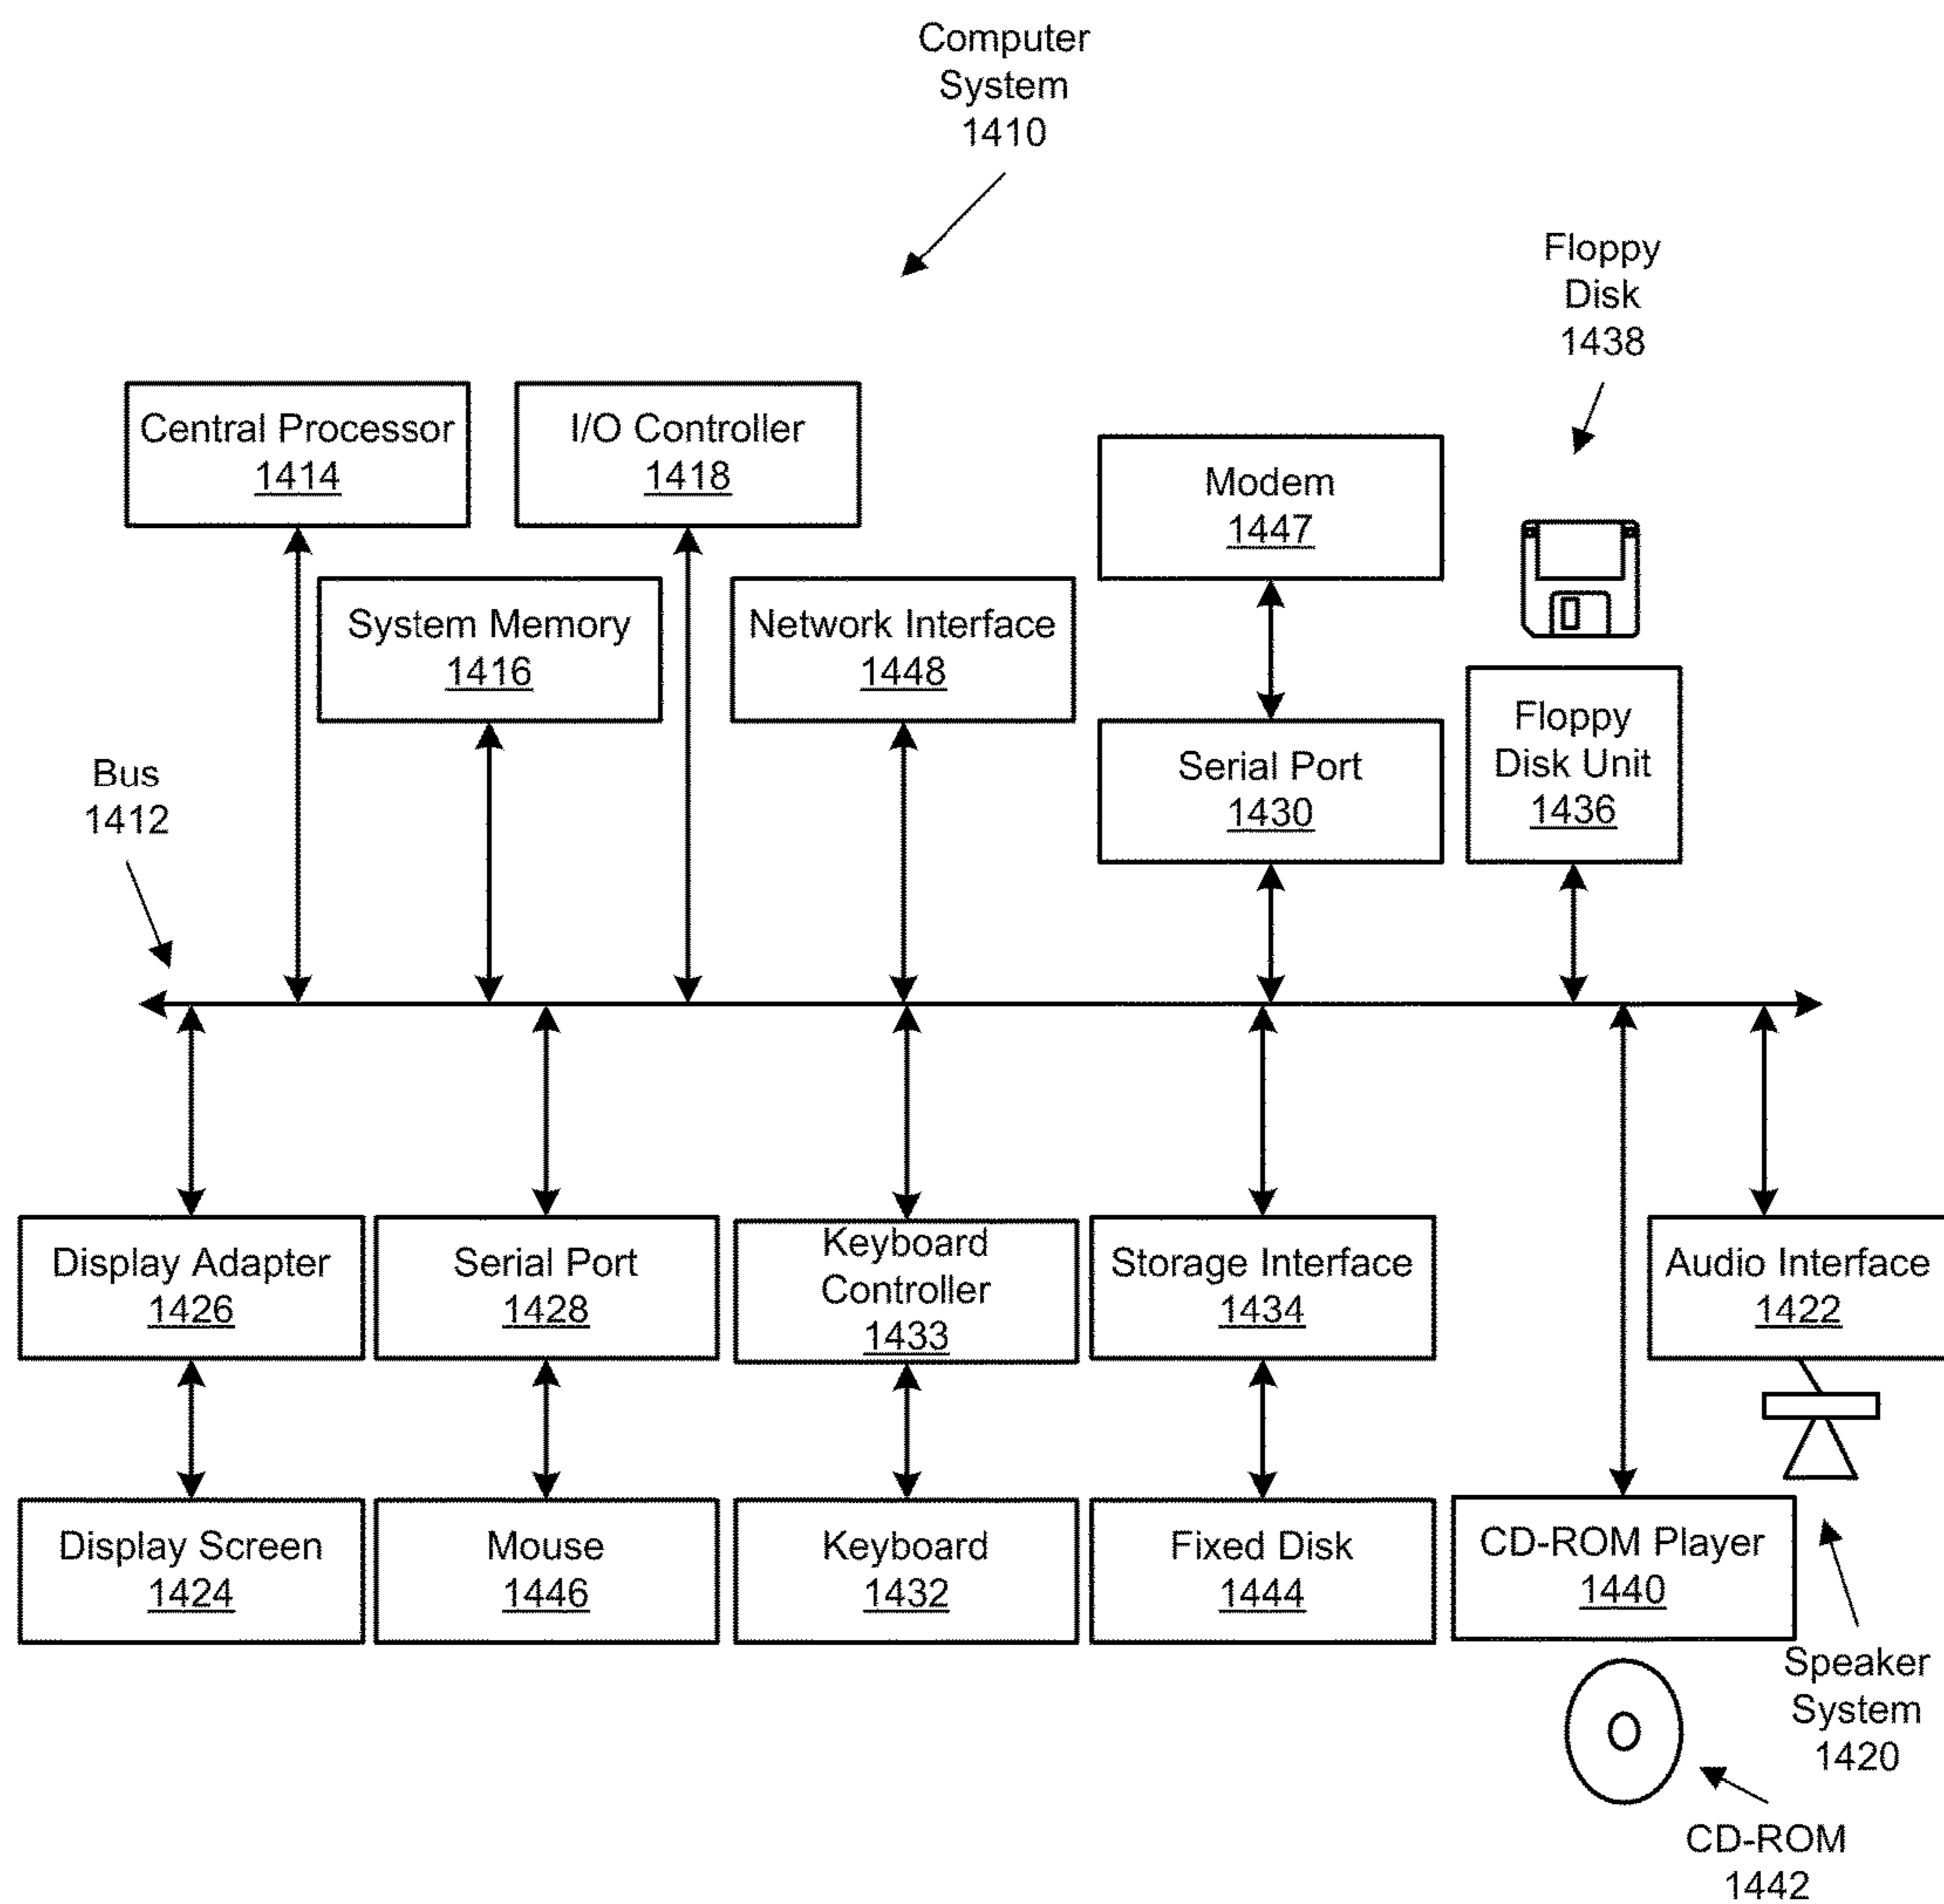 Computer
System
1410
Floppy
Disk
1438
Central Processor
1414
I/O Controller
1418
Modem
1447
System Memory
1416
Network Interface
1448
Floppy
Disk Unit
1436
Serial Port
1430
Bus
1412
Display Adapter
1426
Serial Port
1428
Keyboard
Controller
1433
Storage Interface
1434
Audio Interface
1422
Display Screen
1424
Mouse
1446
Keyboard
1432
Fixed Disk
1444
CD-ROM Player
1440
Speaker
System
1420
CD-ROM
1442